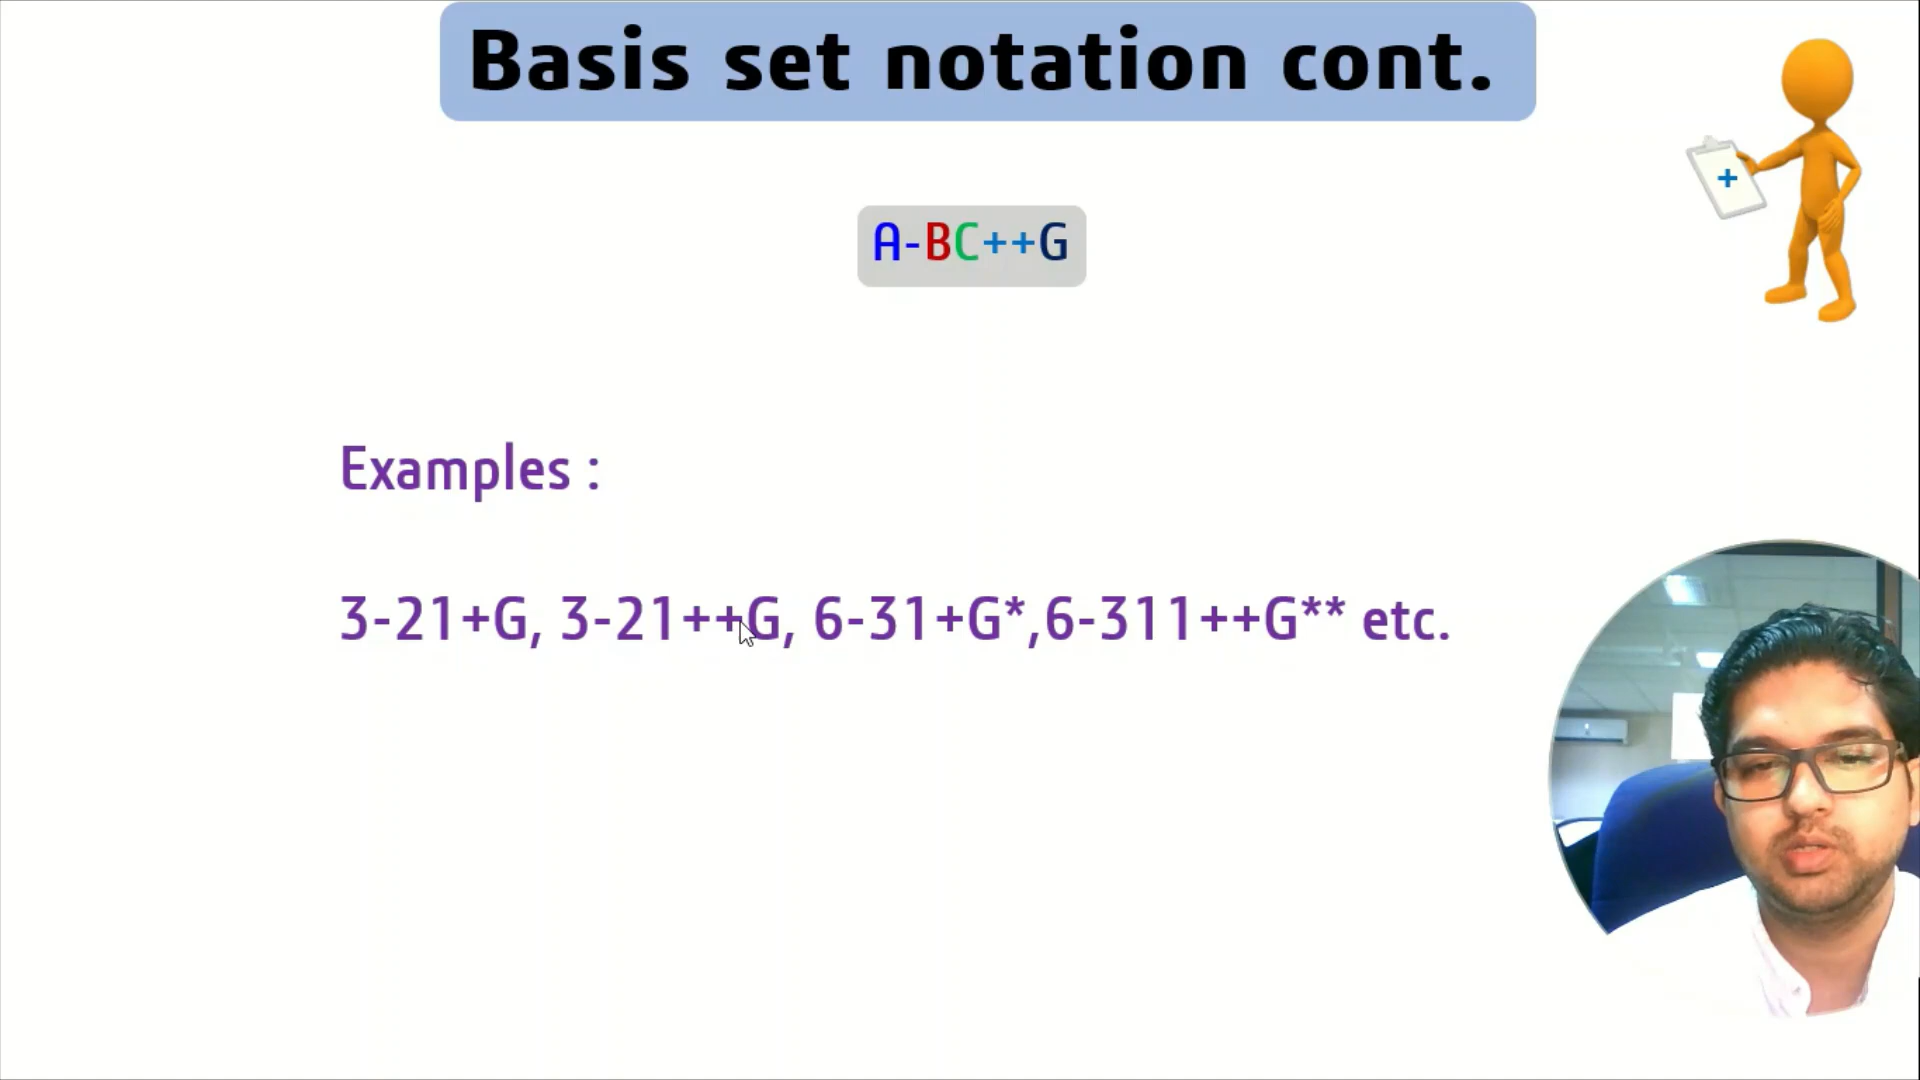 Basis set notation cont.
+
A-BC++G
Examples :
3-21+G, 3-21++G, 6-31+G*,6-311++G** etc.